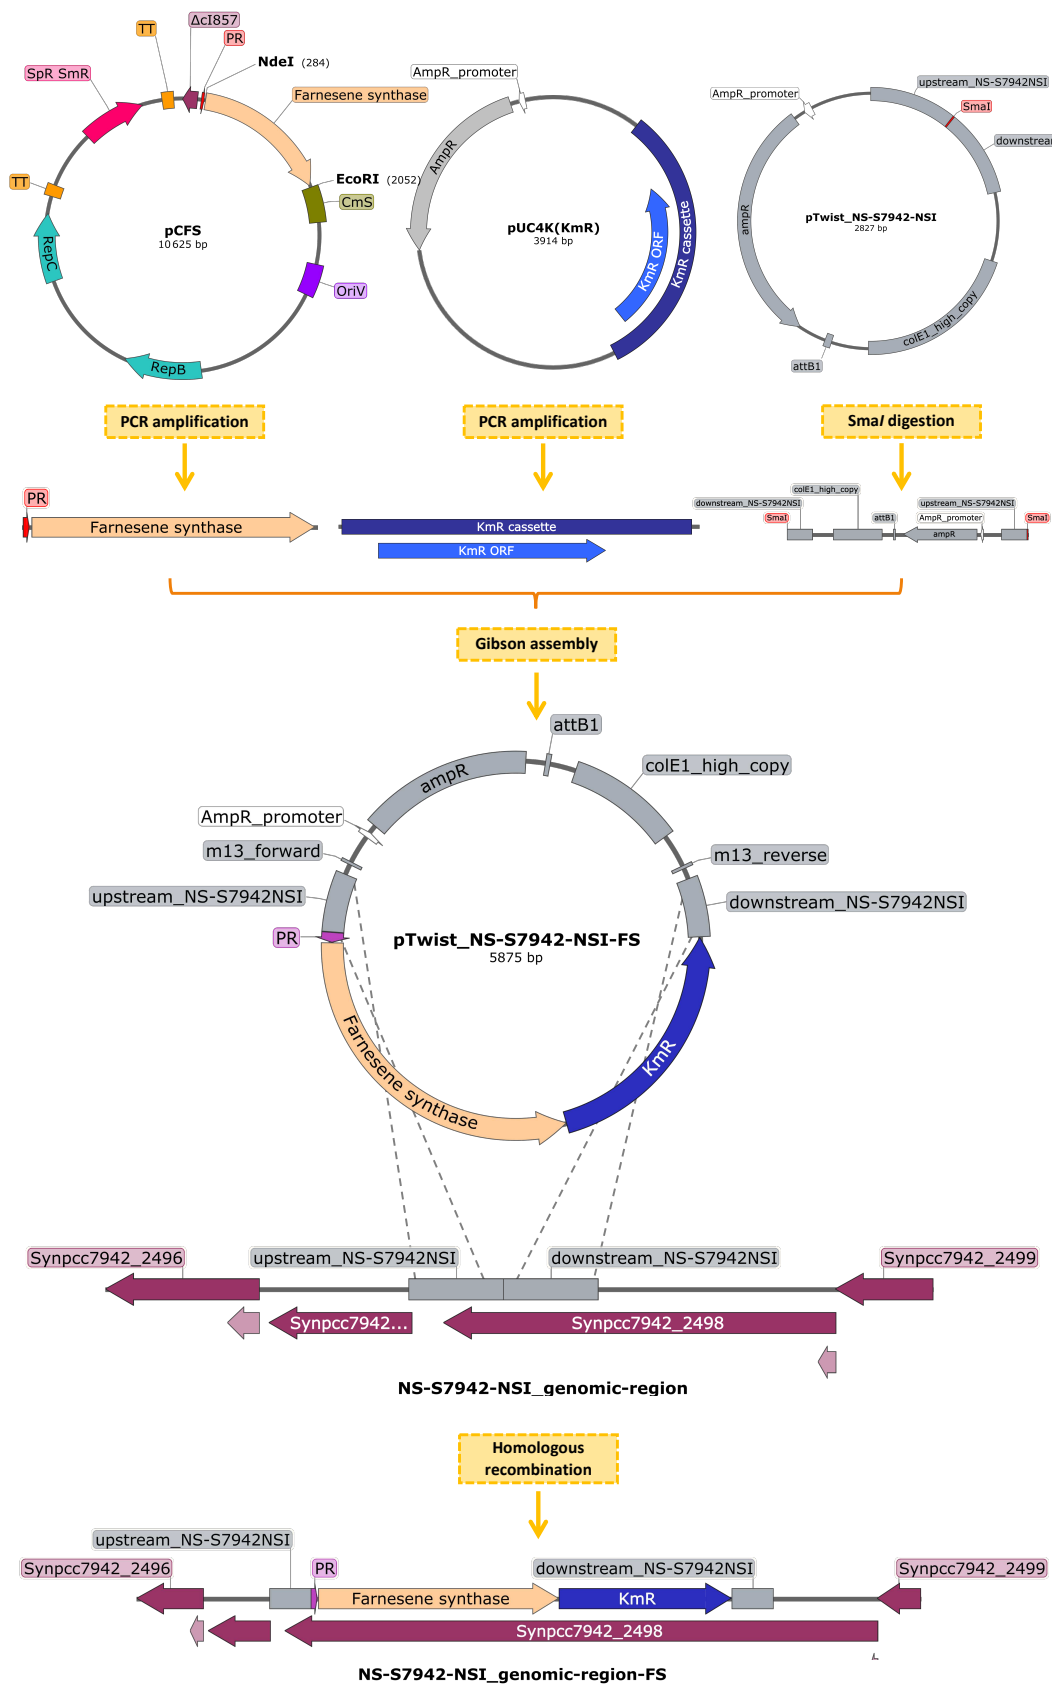 ΔcI857
TT
PR
NdeI (284)
SpR SmR
Farnesene synthase
EcoRI (2052)
CmS
TT
pCFS
10 625 bp
RepC
OriV
RepB
AmpR_promoter
AmpR
pUC4K(KmR)
3914 bp
KmR ORF
KmR cassette
upstream_NS-S7942NSI
AmpR_promoter
SmaI
downstream
ampR
pTwist_NS-S7942-NSI
2827 bp
colE1_high_copy
attB1
PCR amplification
PCR amplification
SmaI digestion
PR
Farnesene synthase
KmR cassette
KmR ORF
colE1_high_copy
downstream_NS-S7942NSI
upstream_NS-S7942NSI
SmaI
attB1
AmpR_promoter
SmaI
ampR
Gibson assembly
attB1
ampR
colE1_high_copy
AmpR_promoter
m13_forward
m13_reverse
upstream_NS-S7942NSI
downstream_NS-S7942NSI
PR
pTwist_NS-S7942-NSI-FS
5875 bp
Farnesene synthase
KmR
Synpcc7942_2496
upstream_NS-S7942NSI
downstream_NS-S7942NSI
Synpcc7942_2499
Synpcc7942...
Synpcc7942_2498
NS-S7942-NSI_genomic-region
Homologous
recombination
upstream_NS-S7942NSI
Synpcc7942_2496
PR
downstream_NS-S7942NSI
Synpcc7942_2499
Farnesene synthase
KmR
Synpcc7942_2498
NS-S7942-NSI_genomic-region-FS